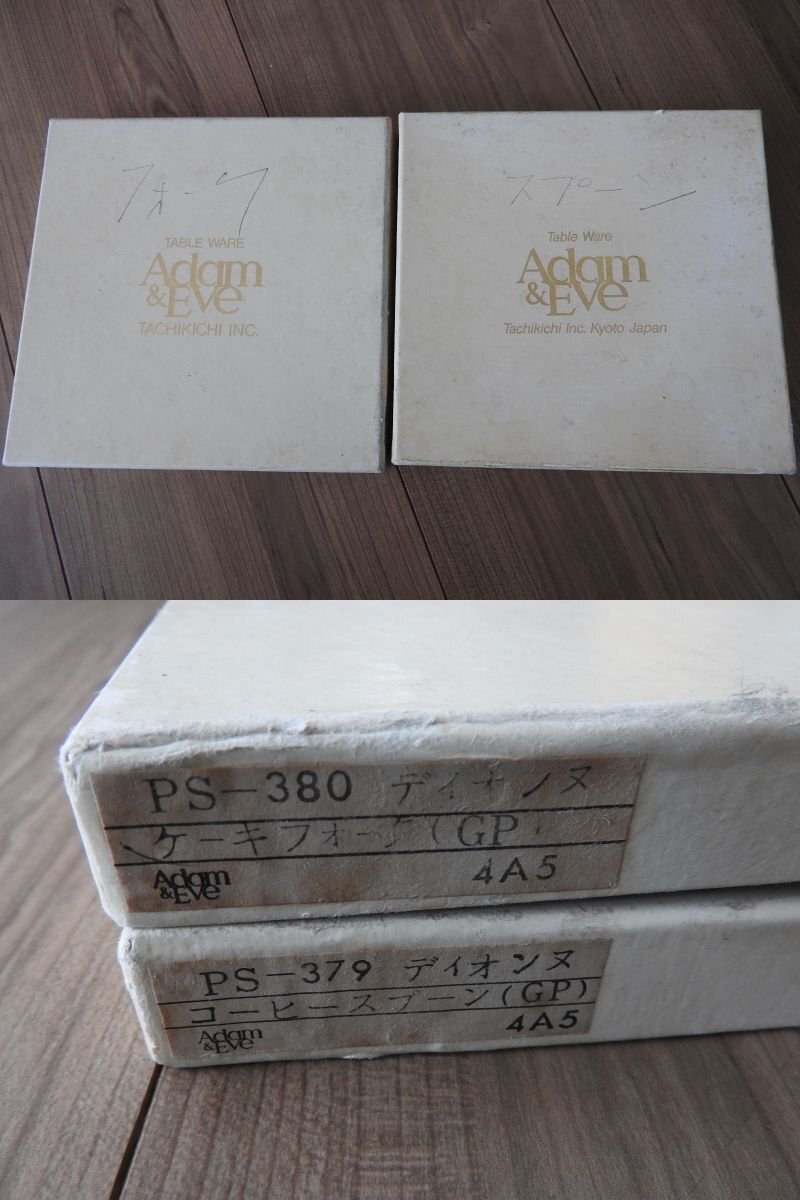 フォーク
TABLE WARE
Adam
&Eve
TACHIKICHI INC.
スプーン
Table Ware
Adam
&Eve
Tachikichi Inc. Kyoto Japan
PS-380 ディオンヌ
ケーキフォーク(GP
4A5
Adam
&Eve
PS-379 ディオンヌ
コーヒースプーン(GP)
4A5
Adam
&Eve